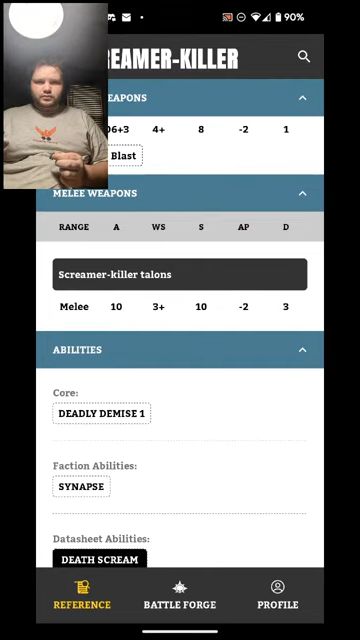 90%
REAMER-KILLER
EAPONS
D6+3 4+ 8 -2 1
Blast
MELEE WEAPONS
RANGE A WS S AP D
Screamer-killer talons
Melee 10 3+ 10 -2 3
ABILITIES
Core:
DEADLY DEMISE 1
Faction Abilities:
SYNAPSE
Datasheet Abilities:
DEATH SCREAM
REFERENCE BATTLE FORGE PROFILE